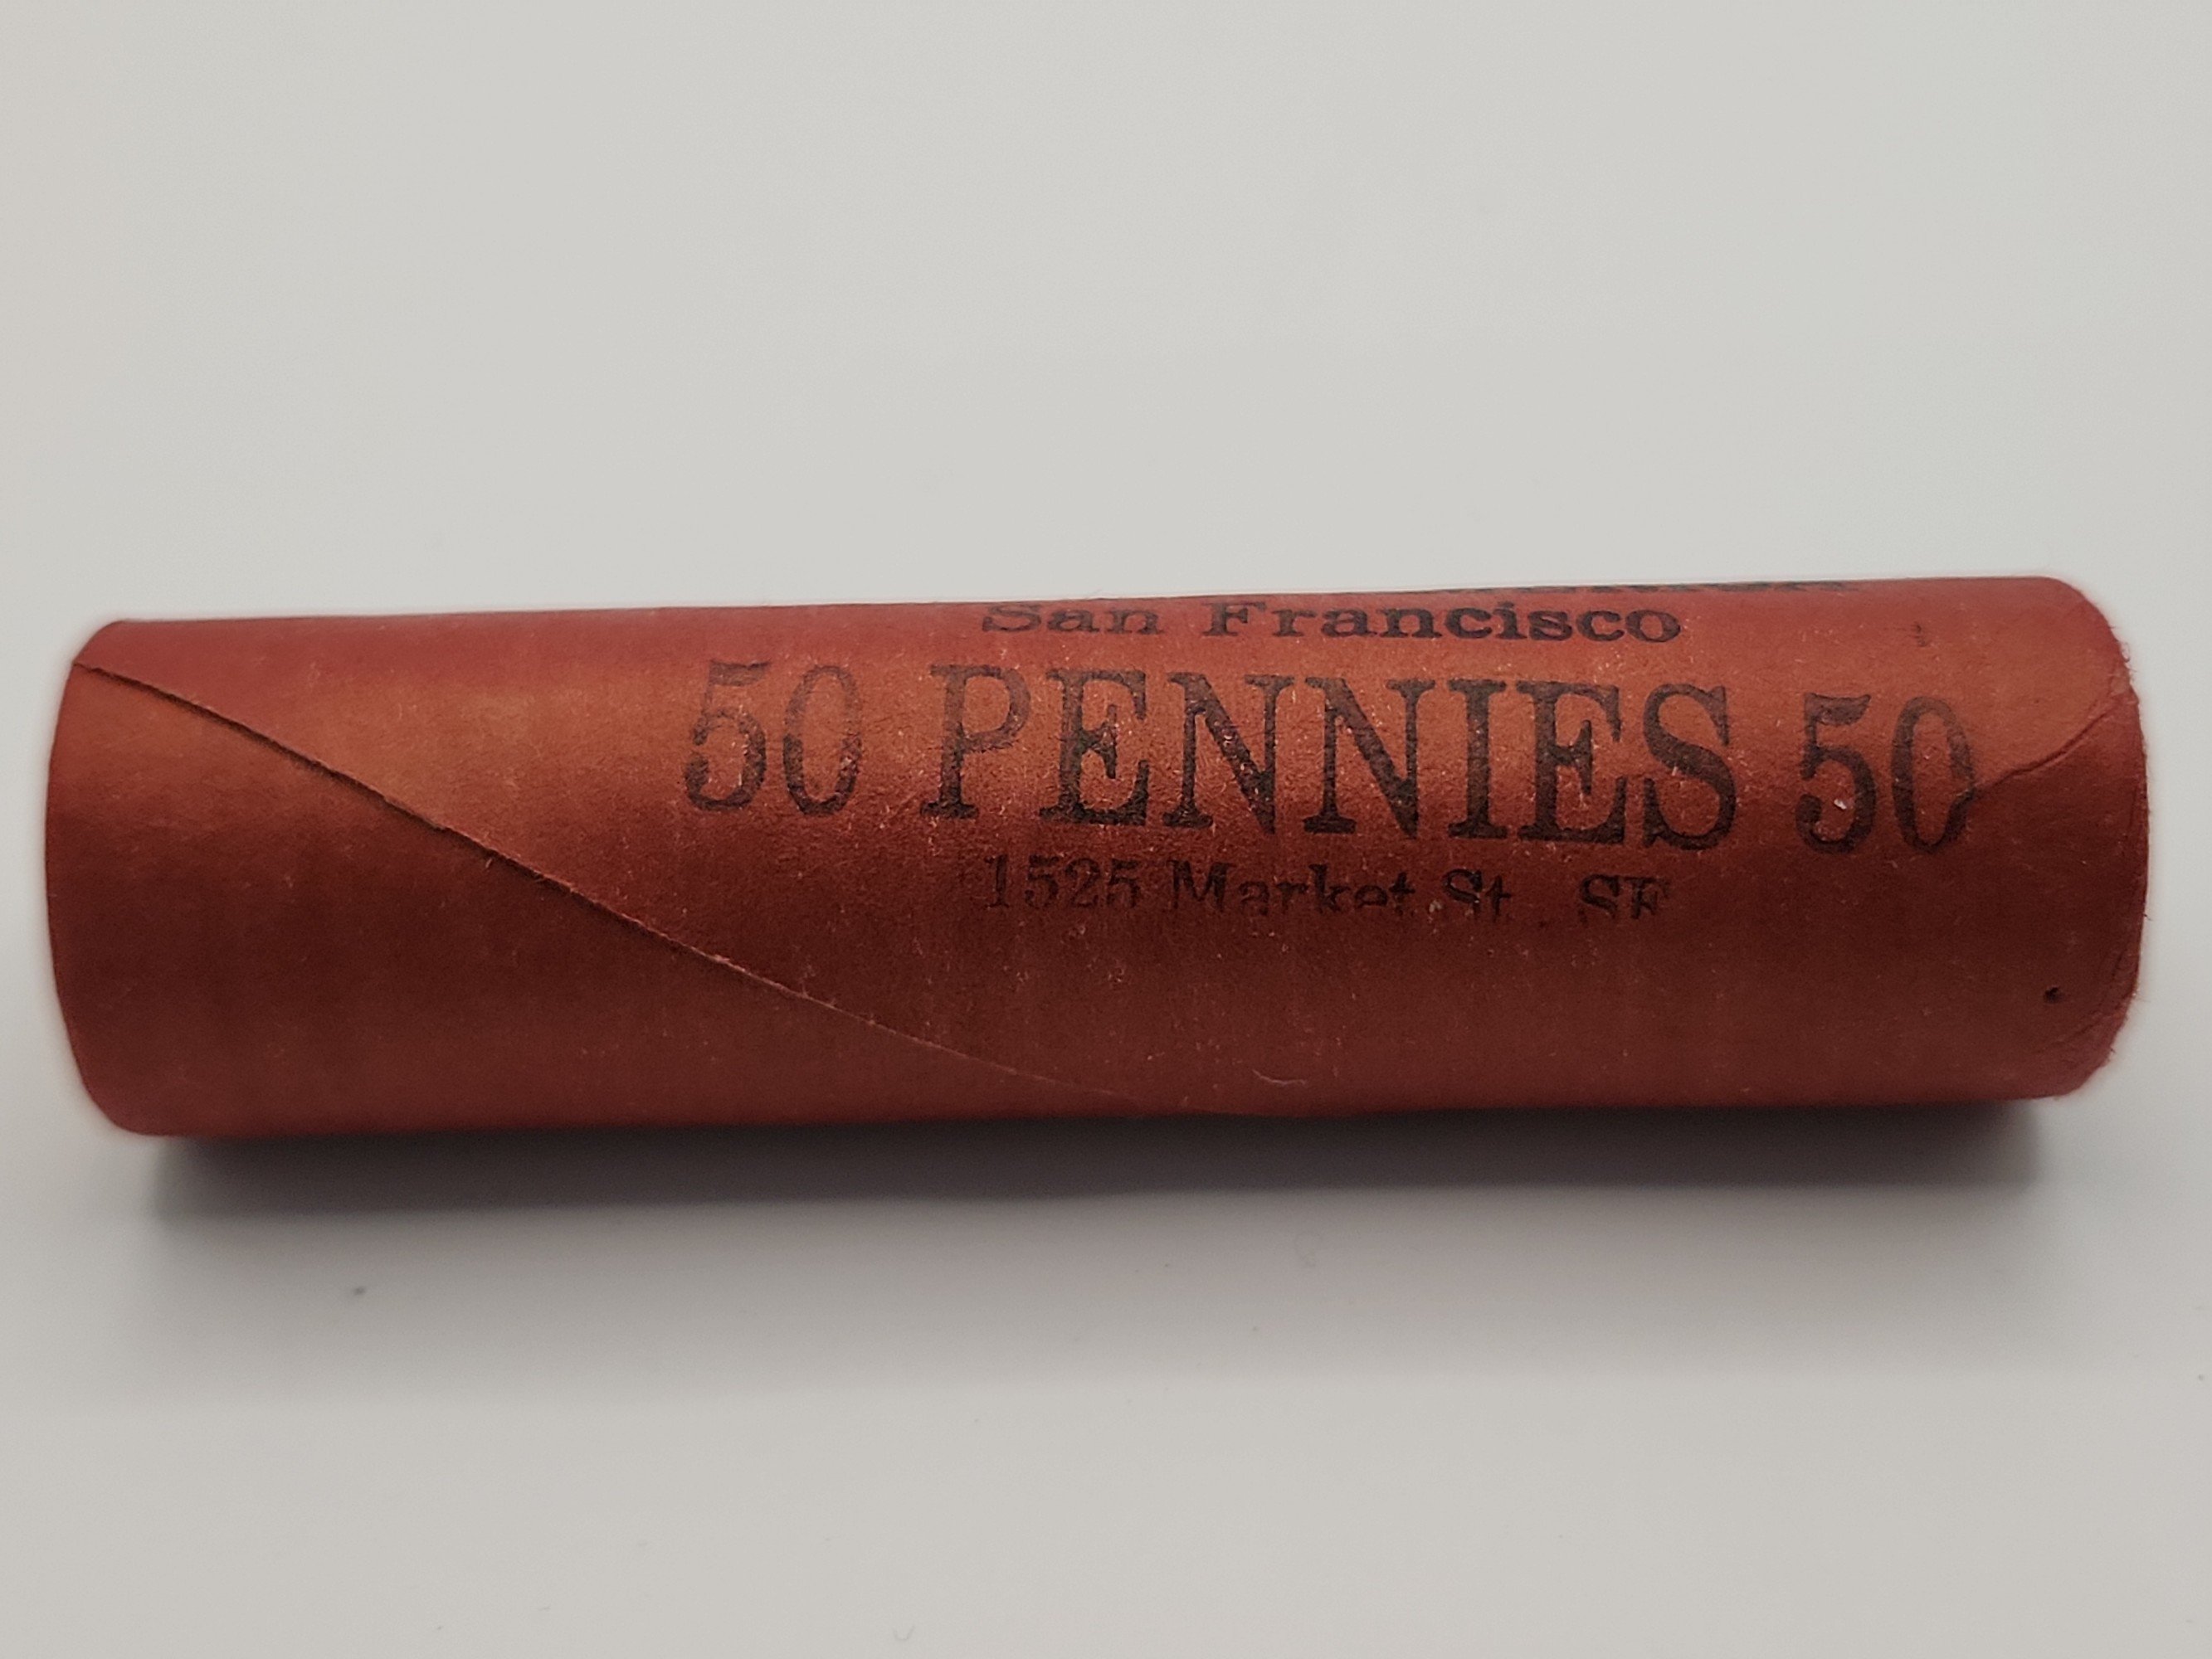 San Francisco
50 PENNIES 50
1525 Market St. SF